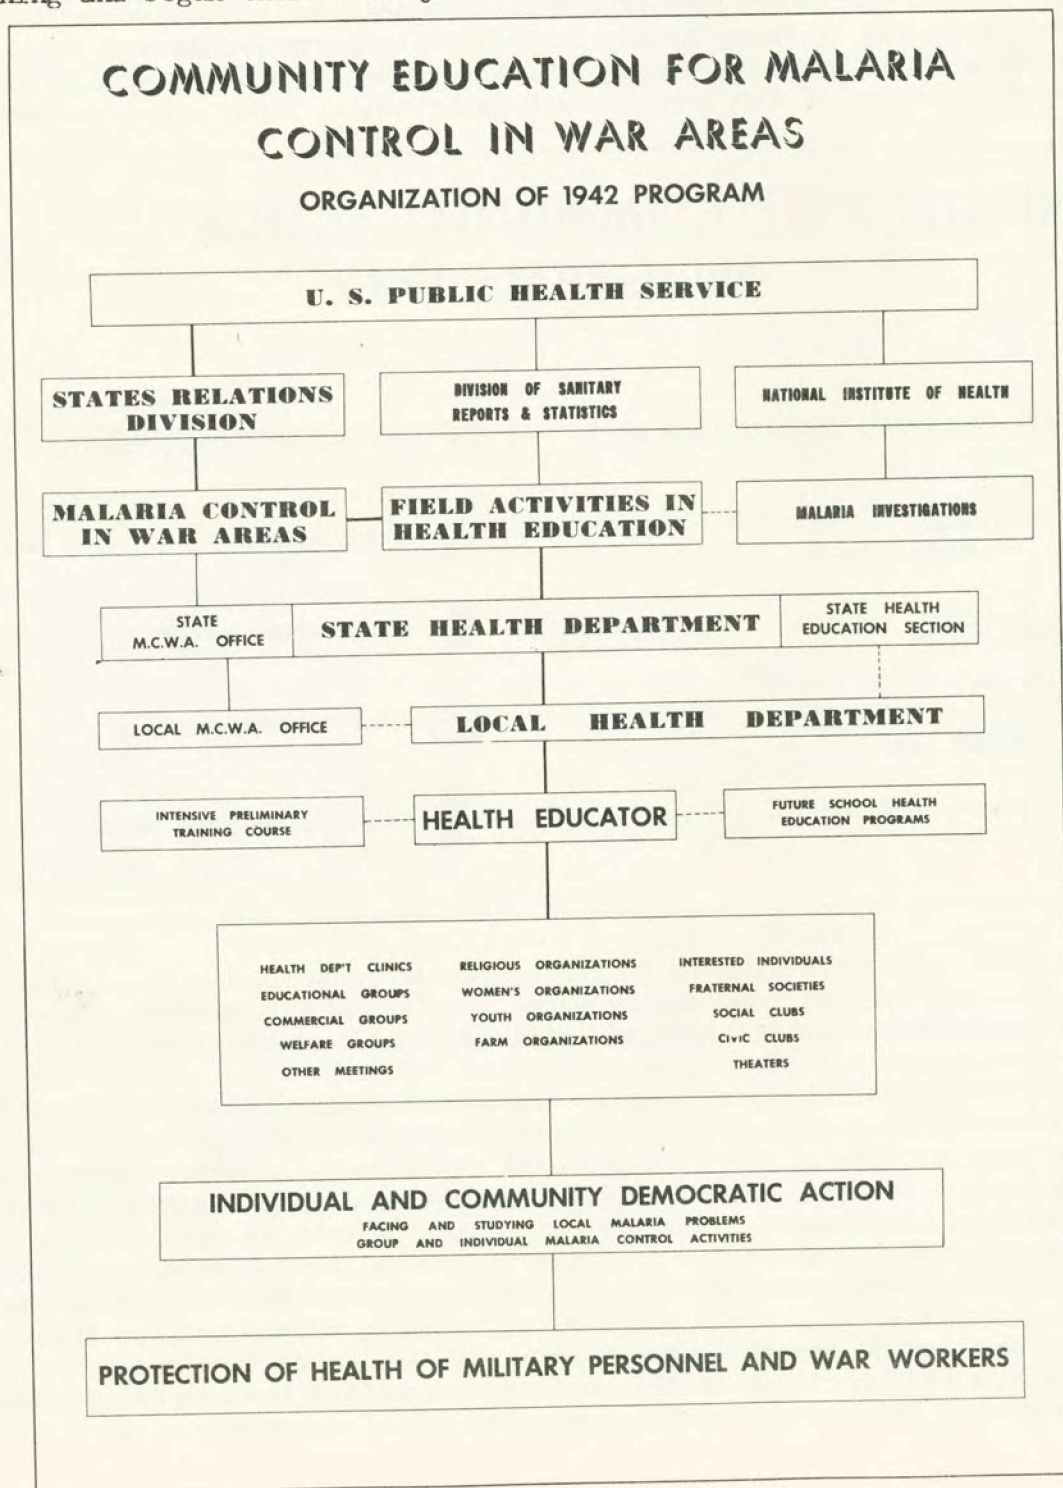 and
COMMUNITY EDUCATION FOR MALARIA
CONTROL IN WAR AREAS
ORGANIZATION OF 1942 PROGRAM
U. S. PUBLIC HEALTH SERVICE
STATES RELATIONS
DIVISION
DIVISION OF SANITARY
REPORTS & STATISTICS
NATIONAL INSTITUTE OF HEALTH
MALARIA CONTROL
IN WAR AREAS
FIELD ACTIVITIES IN
HEALTH EDUCATION
MALARIA INVESTIGATIONS
STATE
M.C.W.A. OFFICE
STATE HEALTH DEPARTMENT
STATE HEALTH
EDUCATION SECTION
LOCAL M.C.W.A. OFFICE
LOCAL HEALTH DEPARTMENT
INTENSIVE PRELIMINARY
TRAINING COURSE
HEALTH EDUCATOR
FUTURE SCHOOL HEALTH
EDUCATION PROGRAMS
HEALTH DEP'T CLINICS
EDUCATIONAL GROUPS
COMMERCIAL GROUPS
WELFARE GROUPS
OTHER MEETINGS
RELIGIOUS ORGANIZATIONS
WOMEN'S ORGANIZATIONS
YOUTH ORGANIZATIONS
FARM ORGANIZATIONS
INTERESTED INDIVIDUALS
FRATERNAL SOCIETIES
SOCIAL CLUBS
CIVIC CLUBS
THEATERS
INDIVIDUAL AND COMMUNITY DEMOCRATIC ACTION
FACING AND STUDYING LOCAL MALARIA PROBLEMS
GROUP AND INDIVIDUAL MALARIA CONTROL ACTIVITIES
PROTECTION OF HEALTH OF MILITARY PERSONNEL AND WAR WORKERS